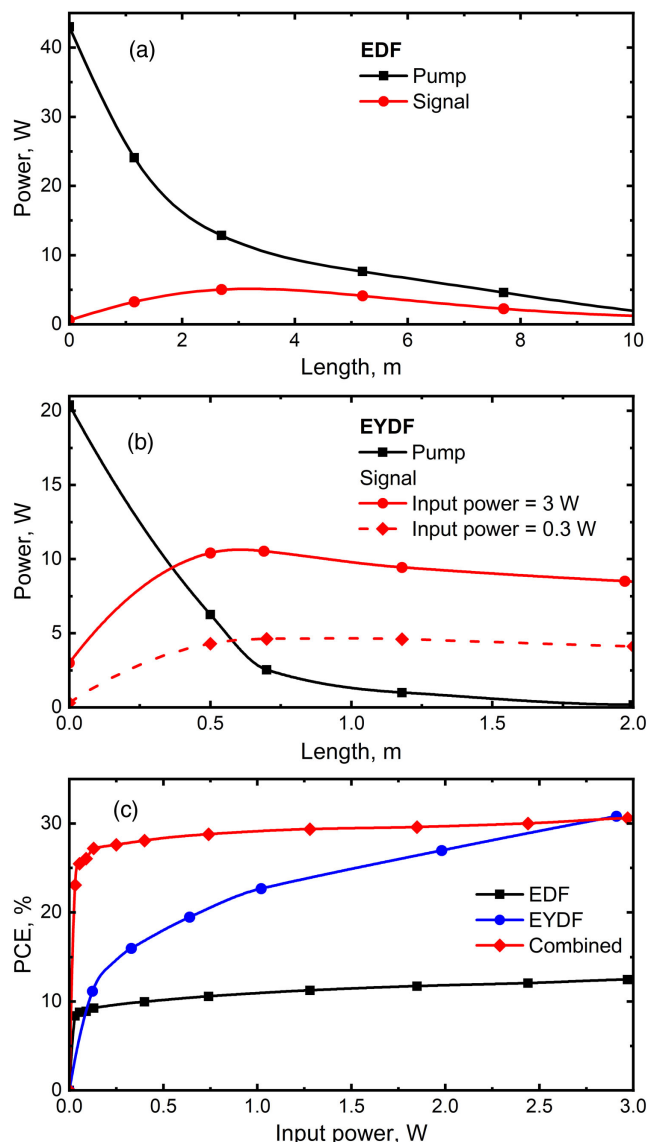 (a)
EDF
Pump
Signal
Power, W
40
30
20
10
0
0 2 4 6 8 10
Length, m
(b)
EYDF
Pump
Signal
Input power = 3 W
Input power = 0.3 W
Power, W
20
15
10
5
0
0.0 0.5 1.0 1.5 2.0
Length, m
(c)
EDF
EYDF
Combined
PCE, %
30
20
10
0
0.0 0.5 1.0 1.5 2.0 2.5 3.0
Input power, W